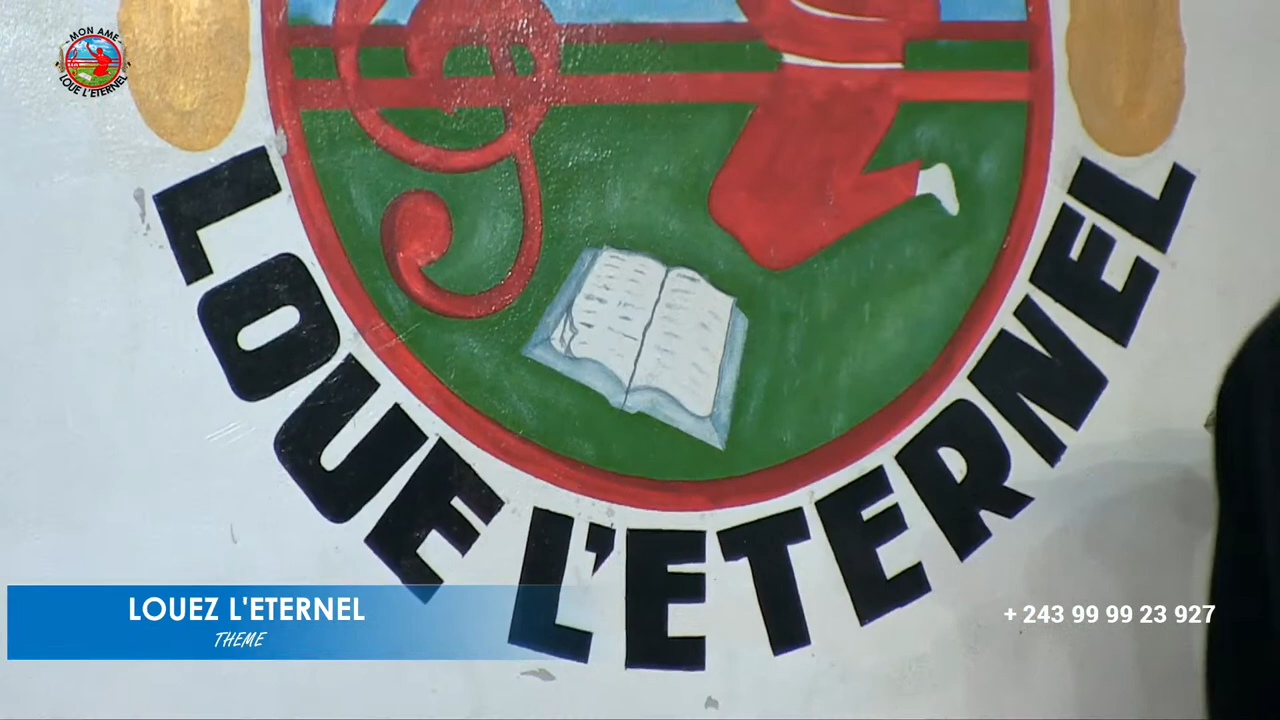 MON AME
LOUE L'ETERNEL
LOUE L'ETERNEL
LOUEZ L'ETERNEL
THEME
+ 243 99 99 23 927